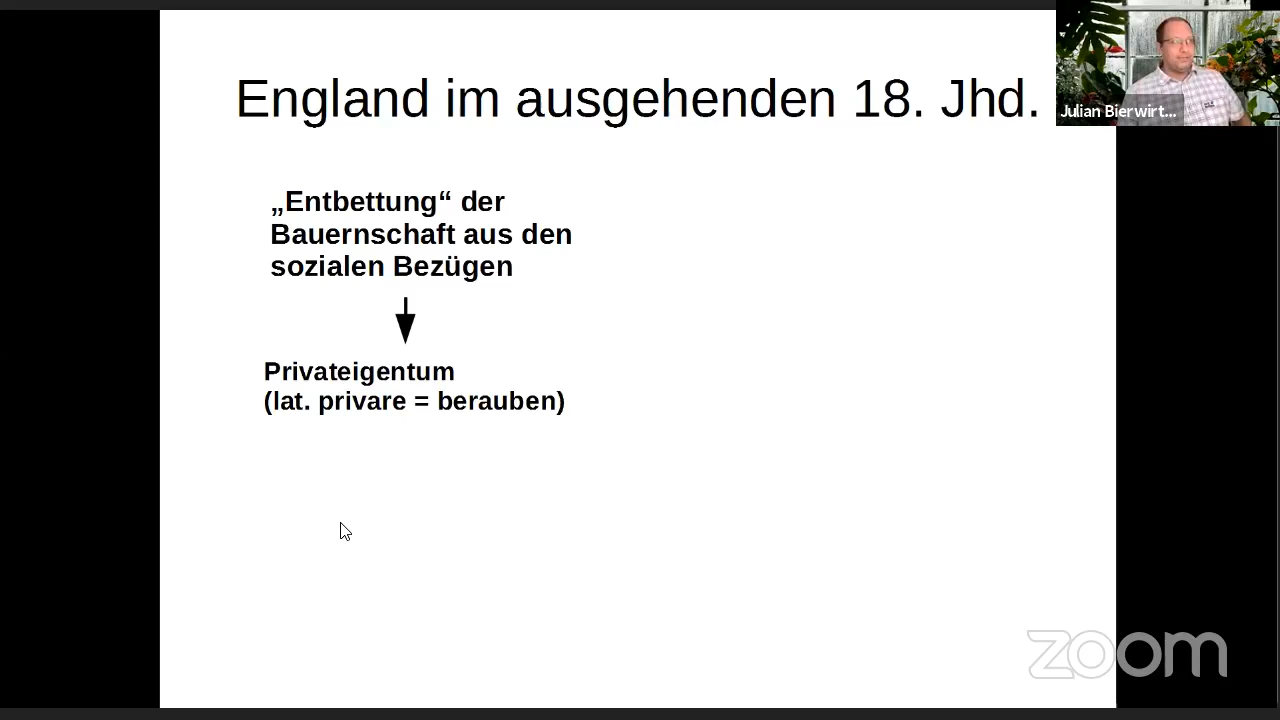 England im ausgehenden 18. Jhd.
Julian Bierwirt...
„Entbettung“ der
Bauernschaft aus den
sozialen Bezügen
Privateigentum
(lat. privare = berauben)
zoom